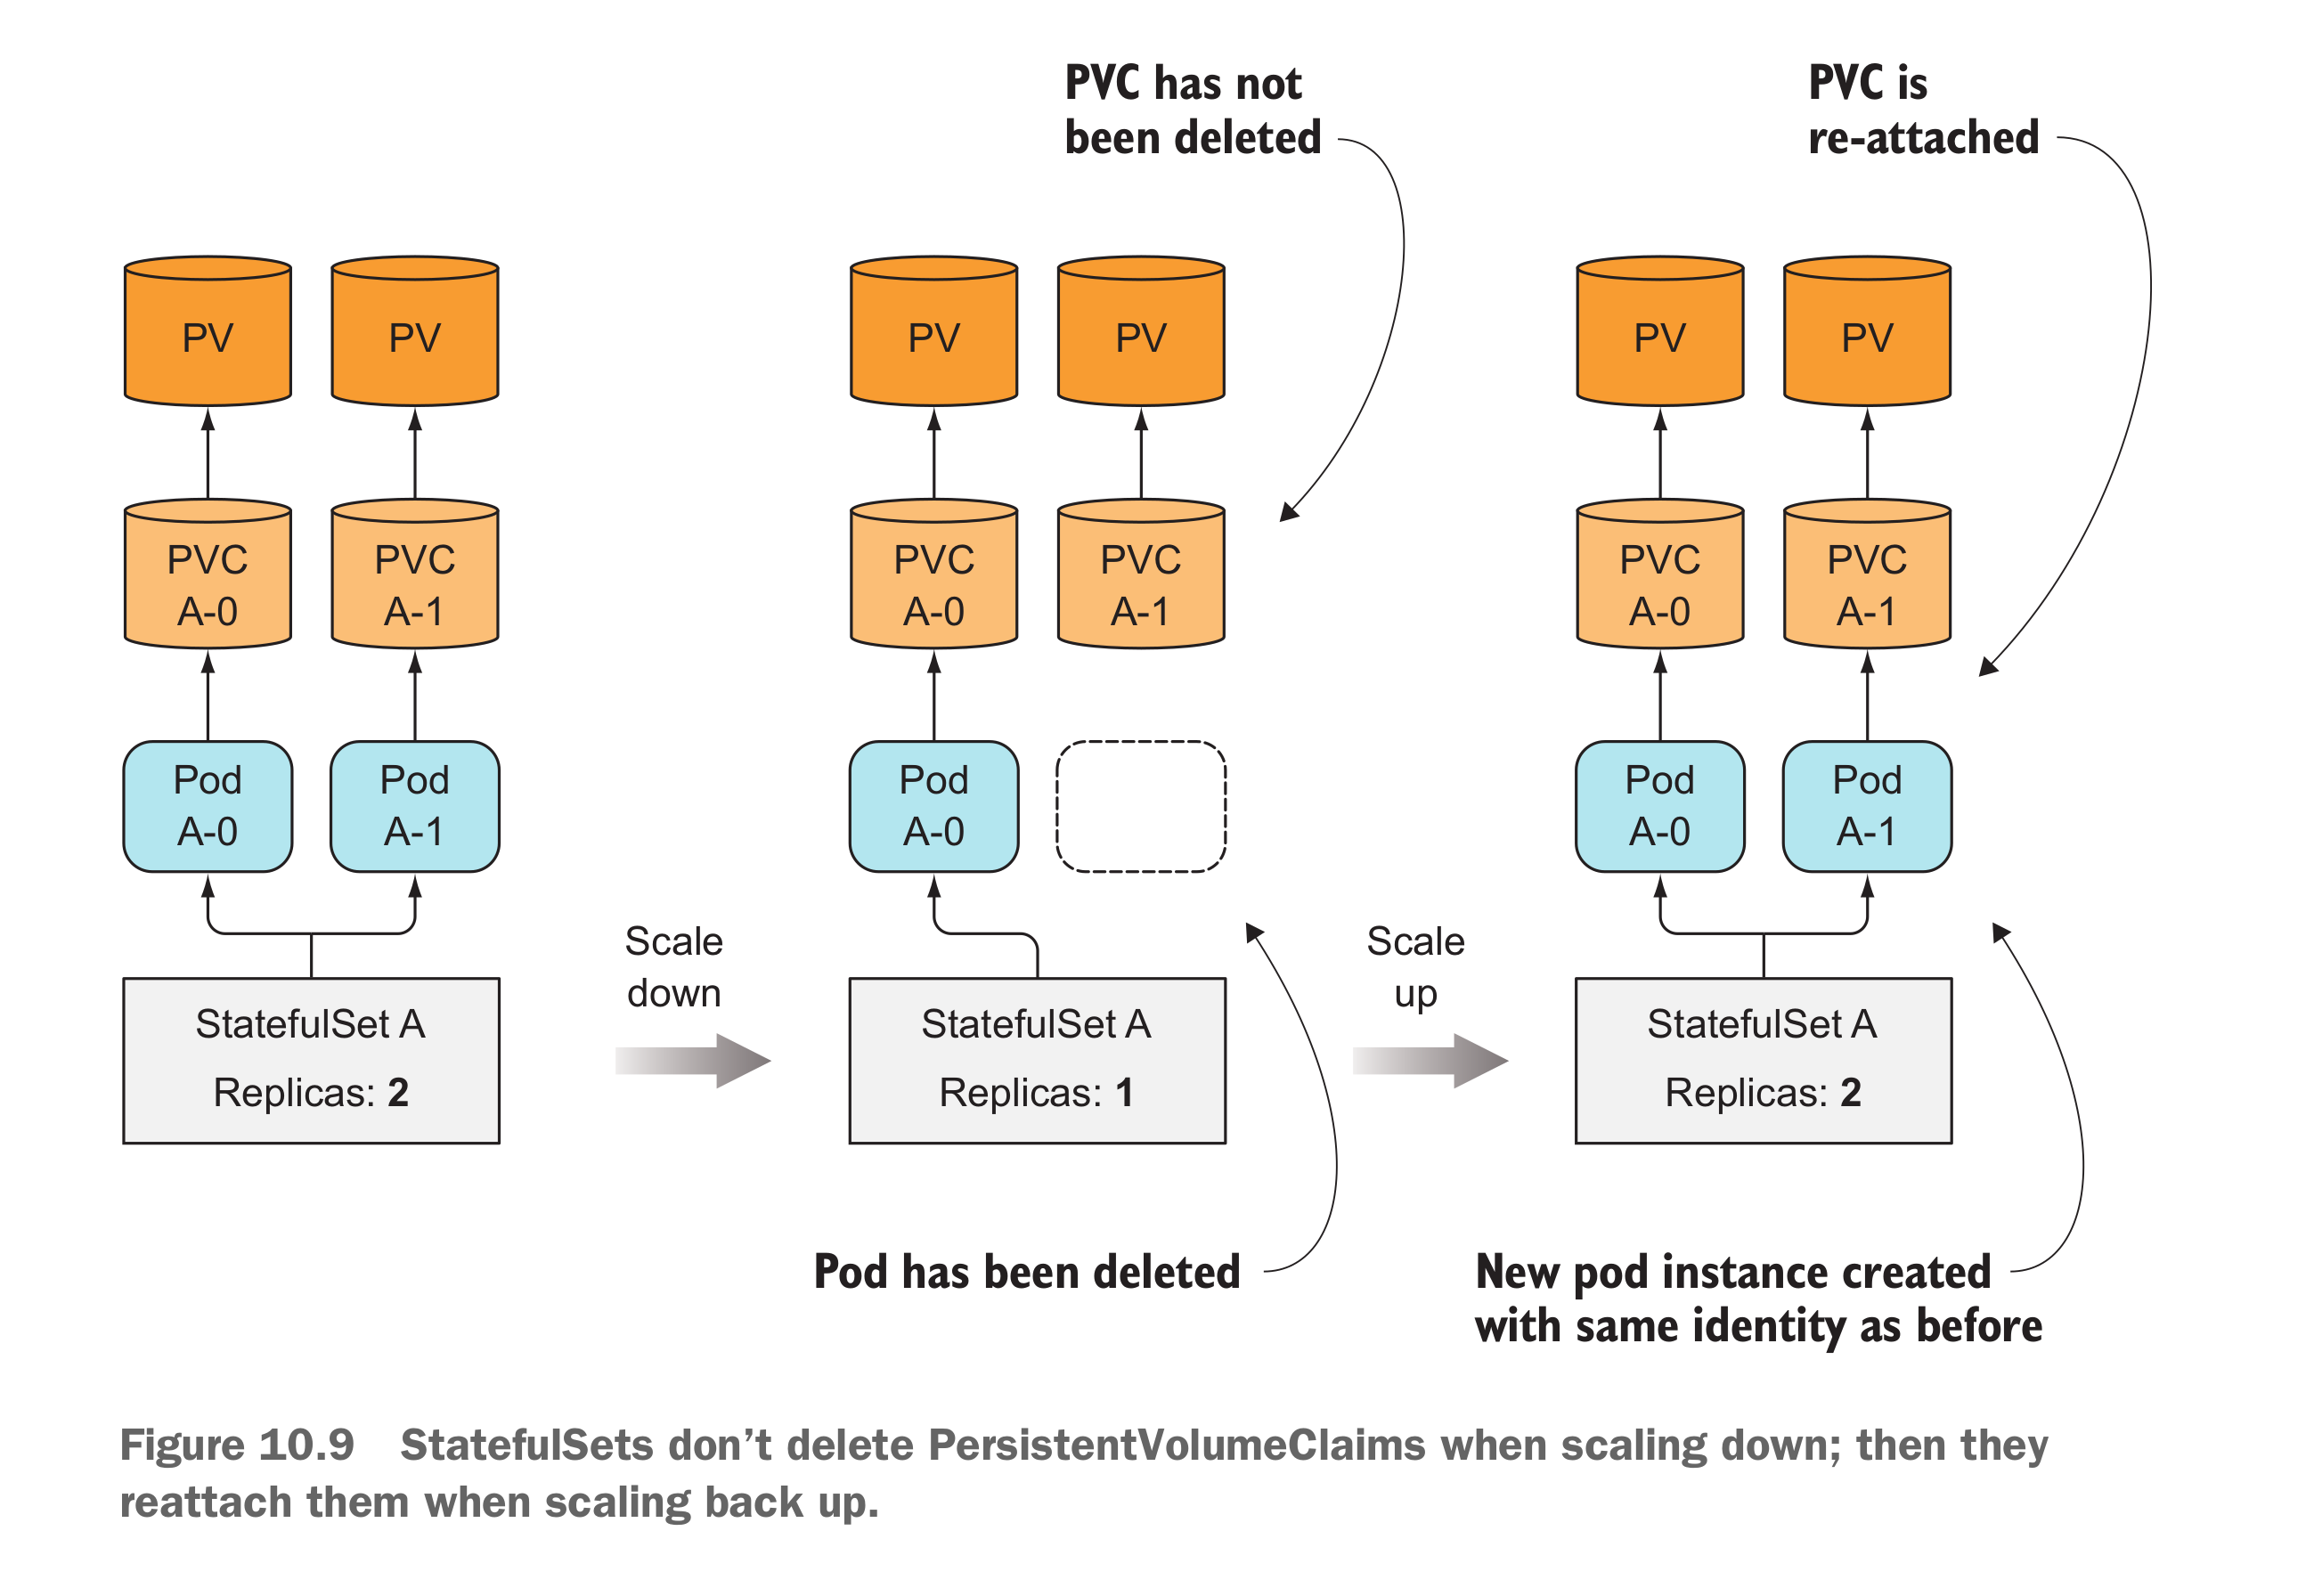 PVC has not
been deleted
PVC is
re-attached
PV
PV
PV
PV
PV
PV
PVC
A-0
PVC
A-1
PVC
A-0
PVC
A-1
PVC
A-0
PVC
A-1
Pod
A-0
Pod
A-1
Pod
A-0
Pod
A-0
Pod
A-1
Scale
down
Scale
up
StatefulSet A
Replicas: 2
StatefulSet A
Replicas: 1
StatefulSet A
Replicas: 2
Pod has been deleted
New pod instance created
with same identity as before
Figure 10.9 StatefulSets don’t delete PersistentVolumeClaims when scaling down; then they
reattach them when scaling back up.